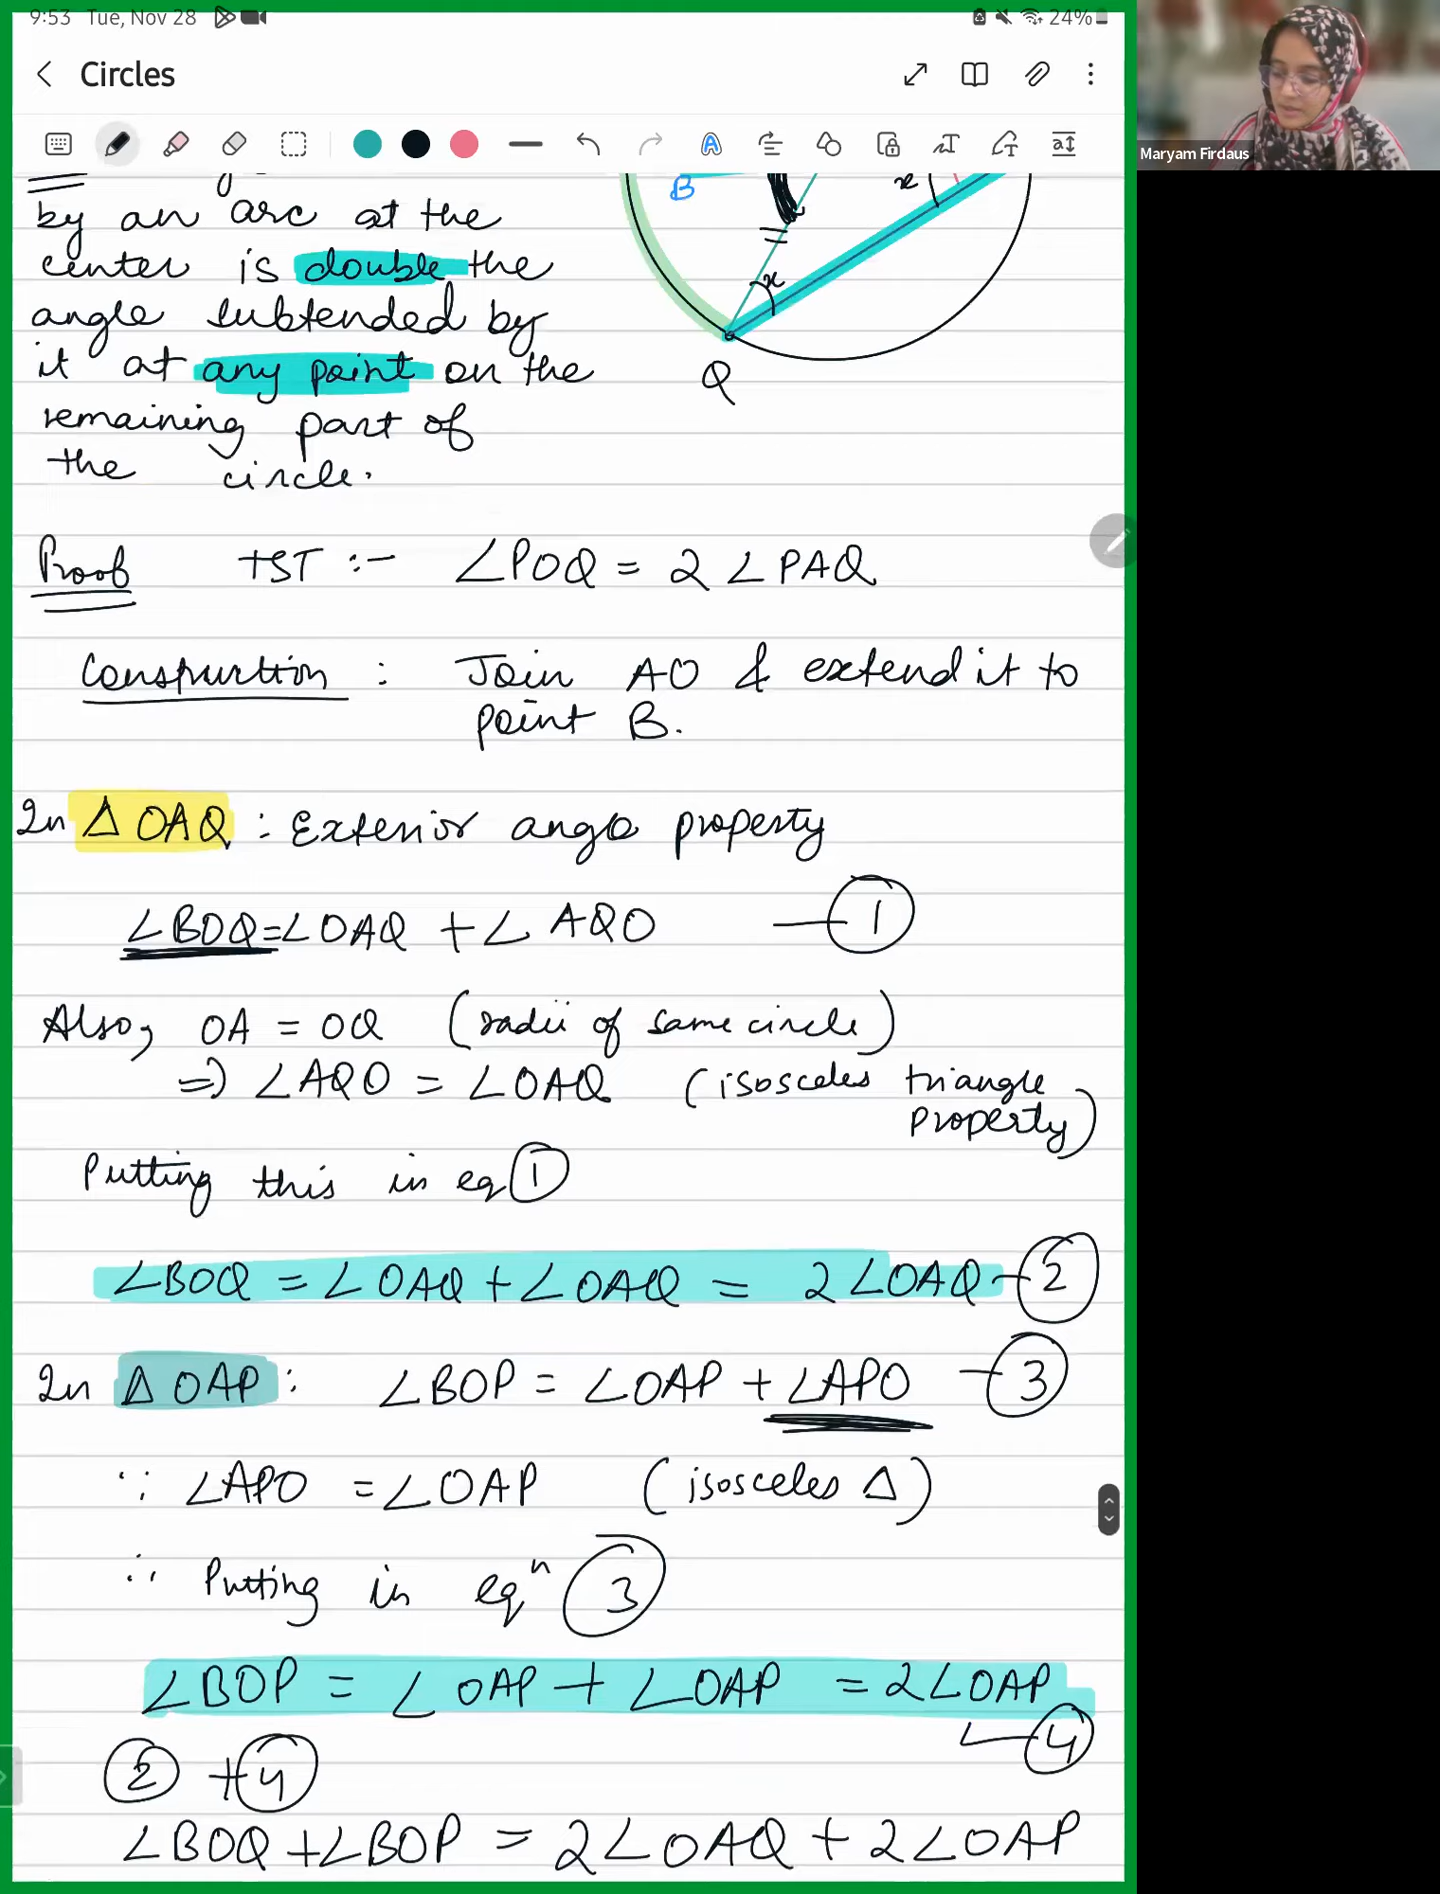 9:53 Tue, Nov 28
24%
Circles
Maryam Firdaus
B
x
by an arc at the
center is double the
angle subtended by
it at any point on the
remaining part of
the circle.
x
Q
Proof TST :- ∠POQ = 2 ∠PAQ
Construction : Join AO & extend it to
point B.
In △ OAQ : Exterior angle property
∠BOQ = ∠OAQ + ∠AQO — 1
Also, OA = OQ (radii of same circle)
=> ∠AQO = ∠OAQ (isosceles triangle
property)
Putting this in eq 1
∠BOQ = ∠OAQ + ∠OAQ = 2∠OAQ — 2
In △ OAP : ∠BOP = ∠OAP + ∠APO — 3
∵ ∠APO = ∠OAP (isosceles △)
∴ Putting in eqⁿ 3
∠BOP = ∠OAP + ∠OAP = 2∠OAP
— 4
2 + 4
∠BOQ + ∠BOP = 2∠OAQ + 2∠OAP